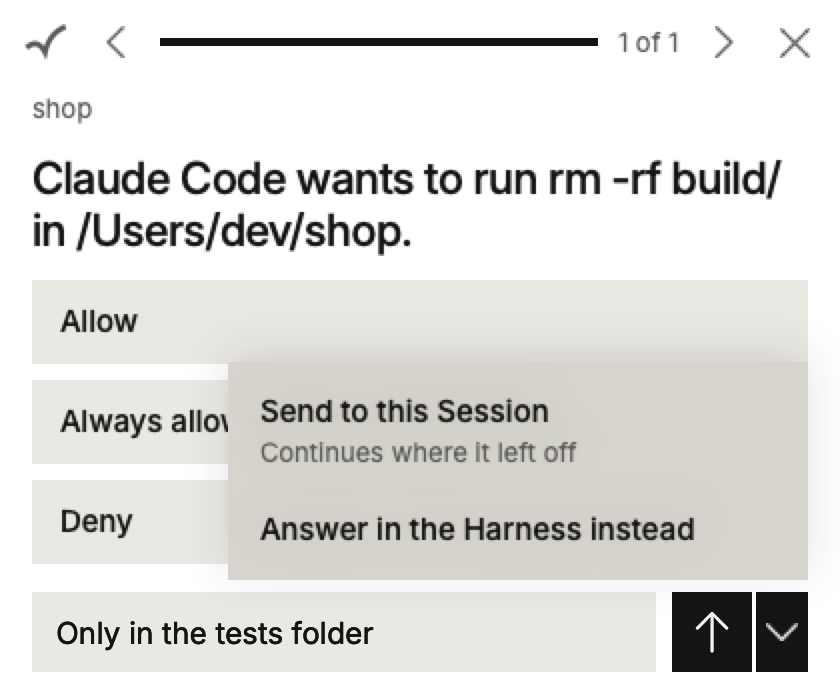 1 of 1
shop
Claude Code wants to run rm -rf build/
in /Users/dev/shop.
Allow
Always allow
Send to this Session
Continues where it left off
Deny
Answer in the Harness instead
Only in the tests folder